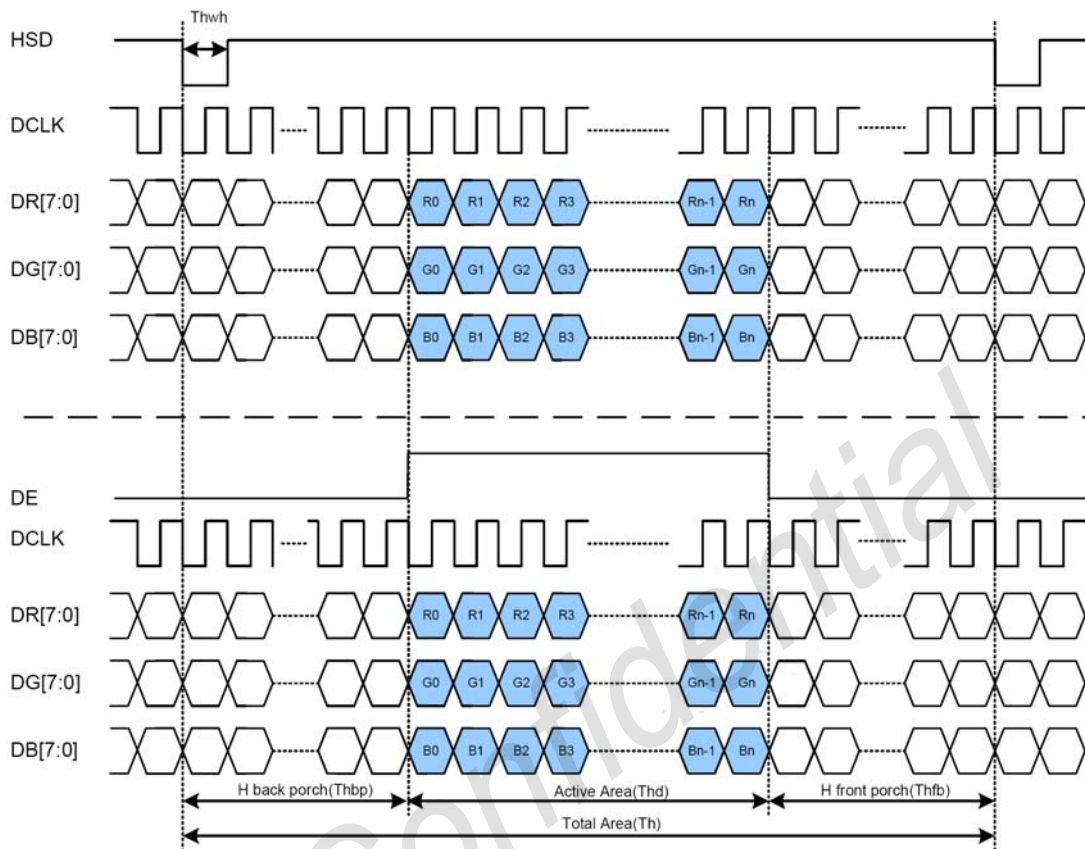 Thwh
HSD
DCLK
DR[7:0] R0 R1 R2 R3 Rn-1 Rn
DG[7:0] G0 G1 G2 G3 Gn-1 Gn
DB[7:0] B0 B1 B2 B3 Bn-1 Bn
DE
DCLK
DR[7:0] R0 R1 R2 R3 Rn-1 Rn
DG[7:0] G0 G1 G2 G3 Gn-1 Gn
DB[7:0] B0 B1 B2 B3 Bn-1 Bn
H back porch(Thbp) Active Area(Thd) H front porch(Thfb)
Total Area(Th)
Confidential